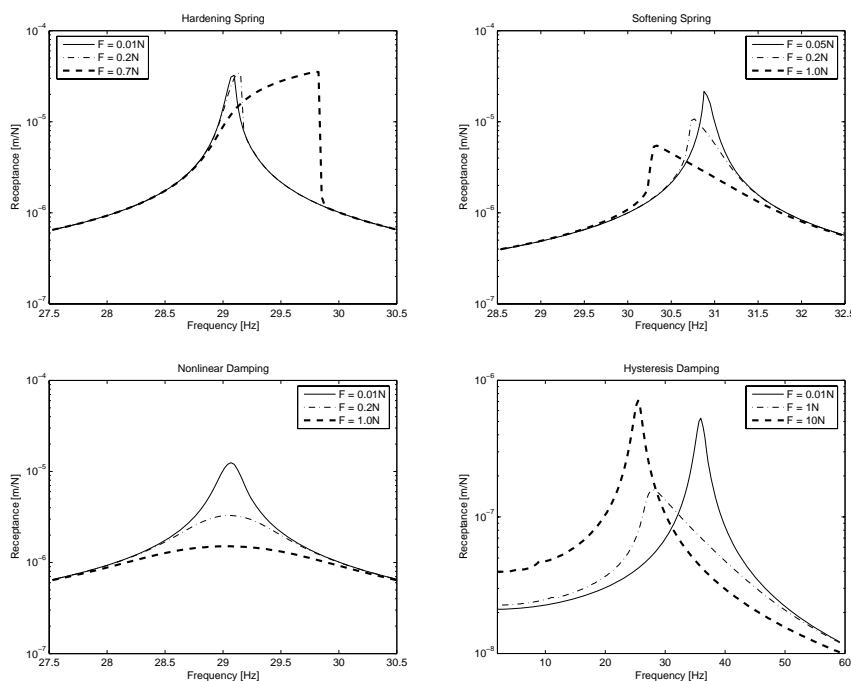 Hardening Spring
10⁻⁴
10⁻⁵
10⁻⁶
10⁻⁷
Receptance [m/N]
F = 0.01N
F = 0.2N
F = 0.7N
27.5 28 28.5 29 29.5 30 30.5
Frequency [Hz]
Softening Spring
10⁻⁴
10⁻⁵
10⁻⁶
10⁻⁷
Receptance [m/N]
F = 0.05N
F = 0.2N
F = 1.0N
28.5 29 29.5 30 30.5 31 31.5 32 32.5
Frequency [Hz]
Nonlinear Damping
10⁻⁴
10⁻⁵
10⁻⁶
10⁻⁷
Receptance [m/N]
F = 0.01N
F = 0.2N
F = 1.0N
27.5 28 28.5 29 29.5 30 30.5
Frequency [Hz]
Hysteresis Damping
10⁻⁶
10⁻⁷
10⁻⁸
Receptance [m/N]
F = 0.01N
F = 1N
F = 10N
10 20 30 40 50 60
Frequency [Hz]